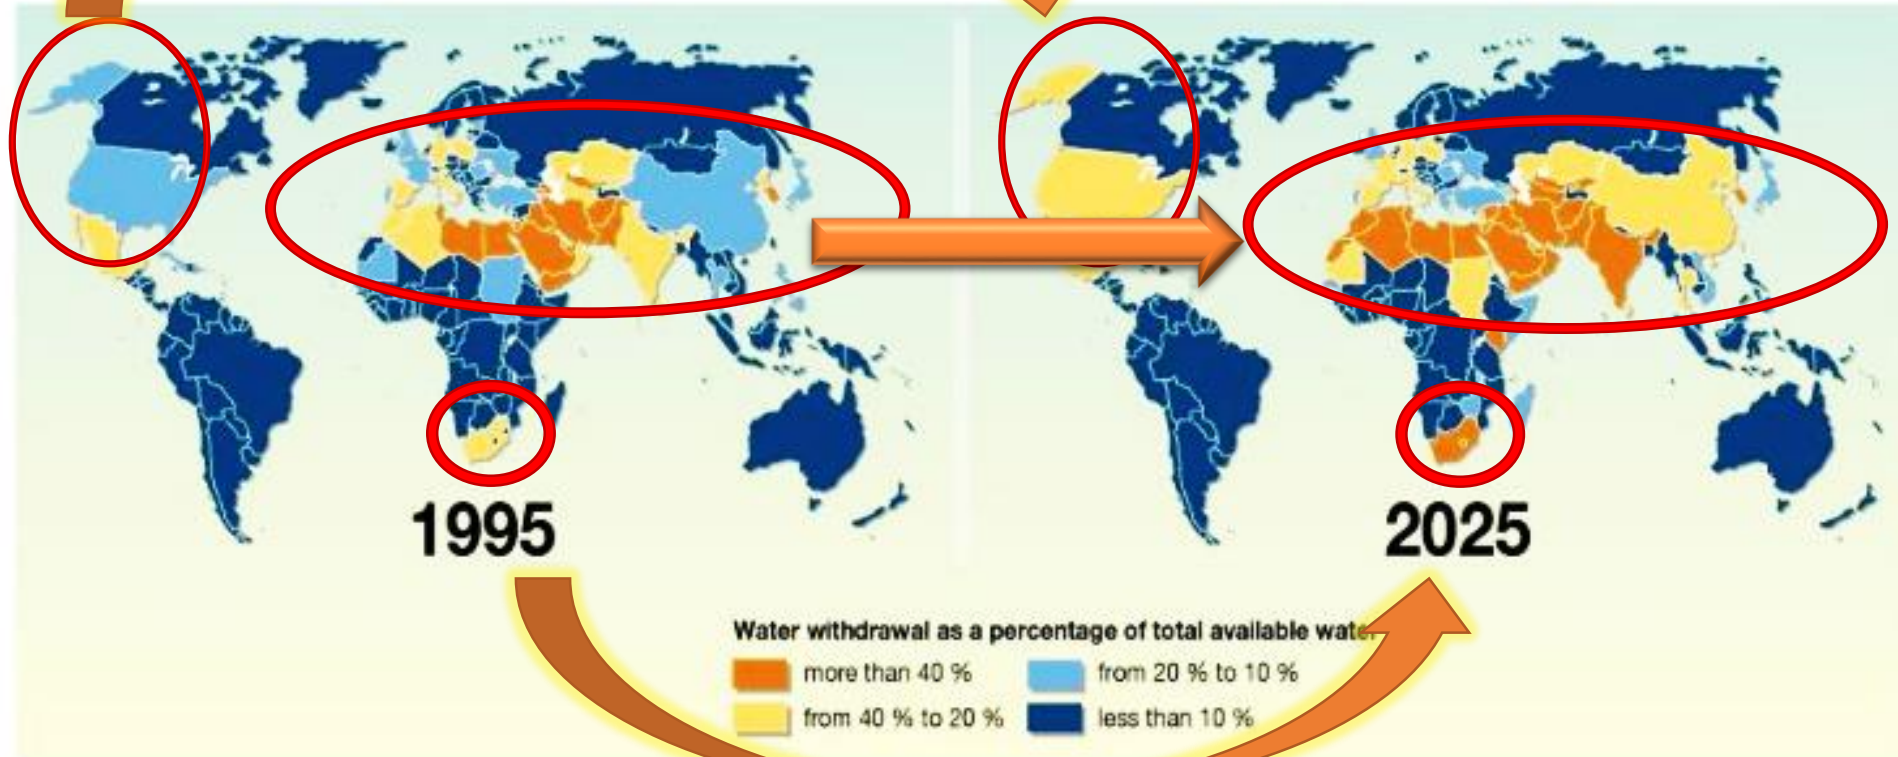 1995
2025
Water withdrawal as a percentage of total available wate
more than 40 %
from 20 % to 10 %
from 40 % to 20 %
less than 10 %